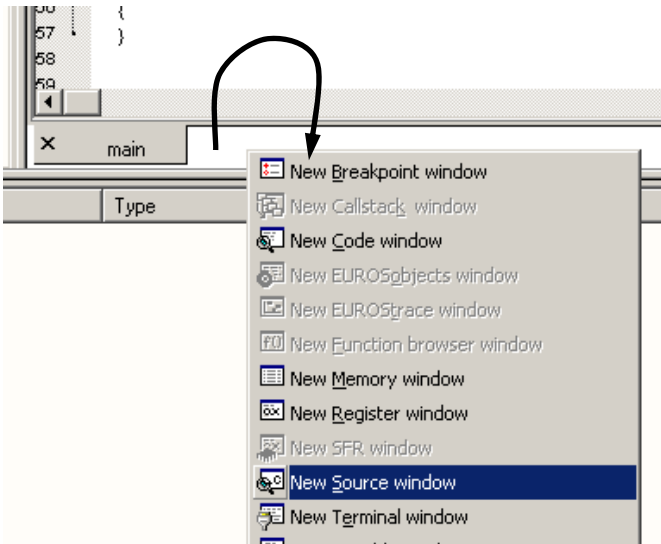 56 {
57 }
58
59
× main
Type
New Breakpoint window
New Callstack window
New Code window
New EUROSobjects window
New EUROStrace window
New Function browser window
New Memory window
New Register window
New SFR window
New Source window
New Terminal window